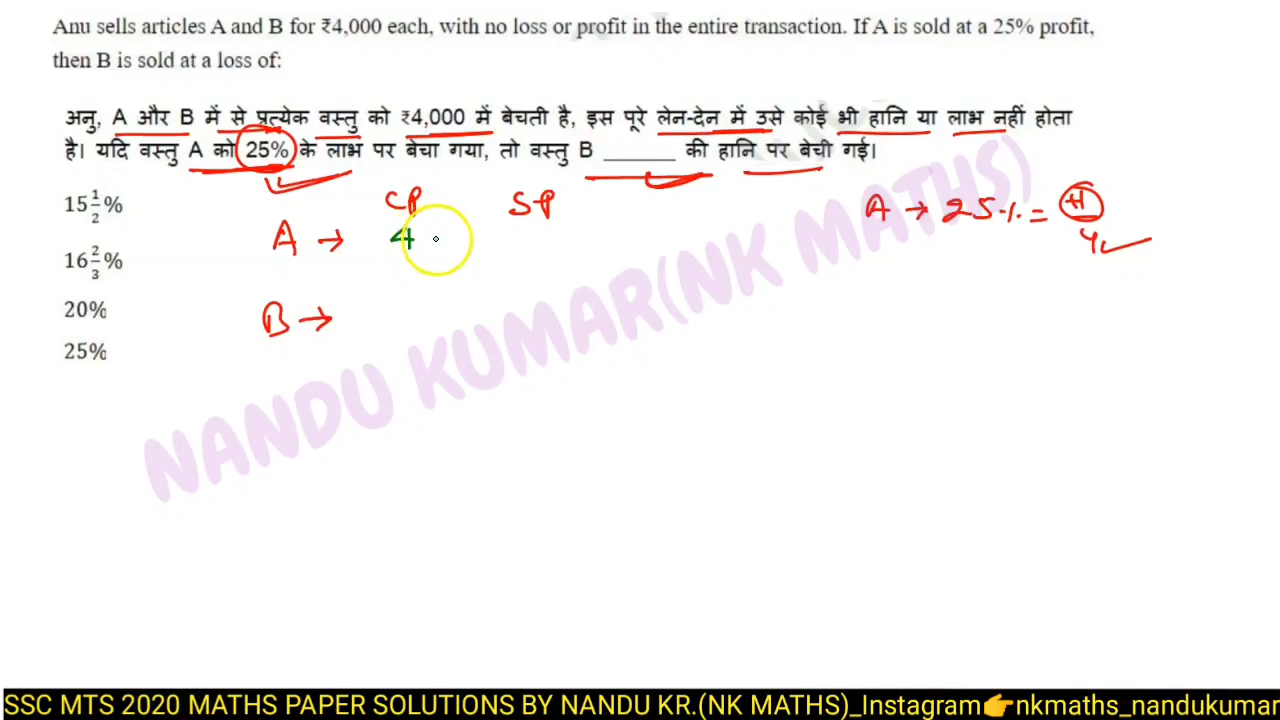 Anu sells articles A and B for ₹4,000 each, with no loss or profit in the entire transaction. If A is sold at a 25% profit,
then B is sold at a loss of:
अनु, A और B में से प्रत्येक वस्तु को ₹4,000 में बेचती है, इस पूरे लेन-देन में उसे कोई भी हानि या लाभ नहीं होता
है। यदि वस्तु A को 25% के लाभ पर बेचा गया, तो वस्तु B ______ की हानि पर बेची गई।
15 1/2 %
16 2/3 %
20%
25%
CP SP
A → 4
B →
A → 25% = +1/4
NANDU KUMAR(NK MATHS)
SSC MTS 2020 MATHS PAPER SOLUTIONS BY NANDU KR.(NK MATHS)_Instagram👉nkmaths_nandukumar